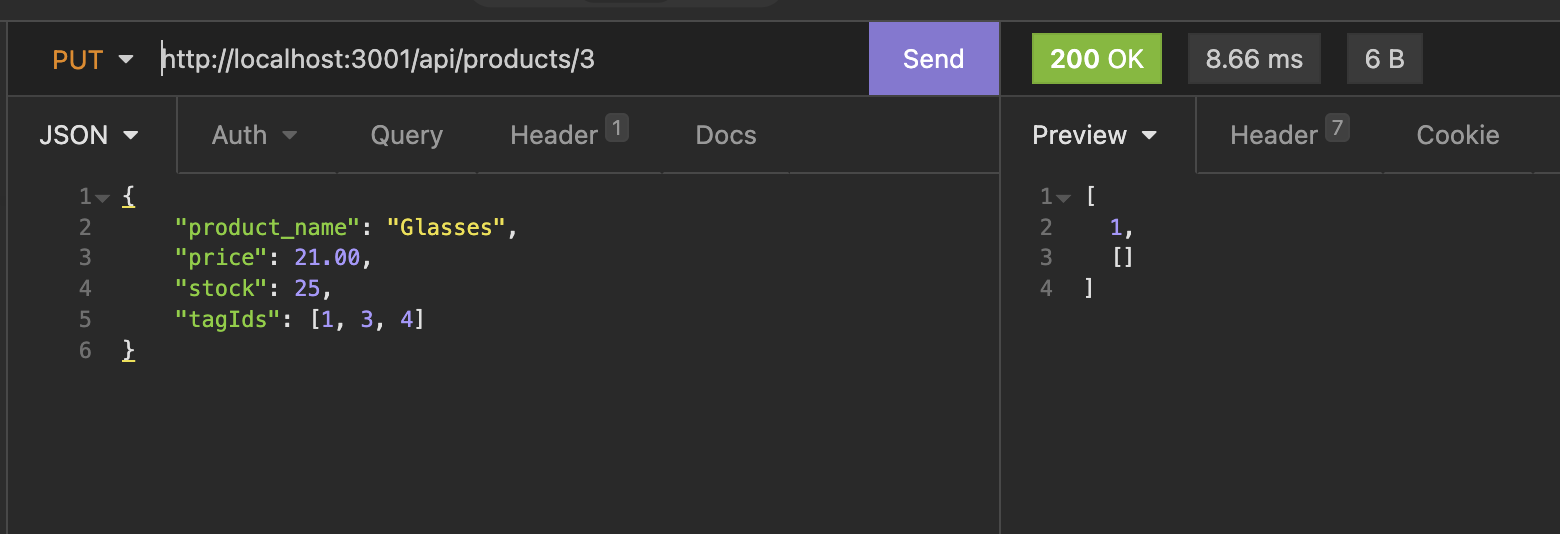 PUT http://localhost:3001/api/products/3 Send 200 OK 8.66 ms 6 B
JSON Auth Query Header 1 Docs Preview Header 7 Cookie
1 {
2 "product_name": "Glasses",
3 "price": 21.00,
4 "stock": 25,
5 "tagIds": [1, 3, 4]
6 }
1 [
2 1,
3 []
4 ]